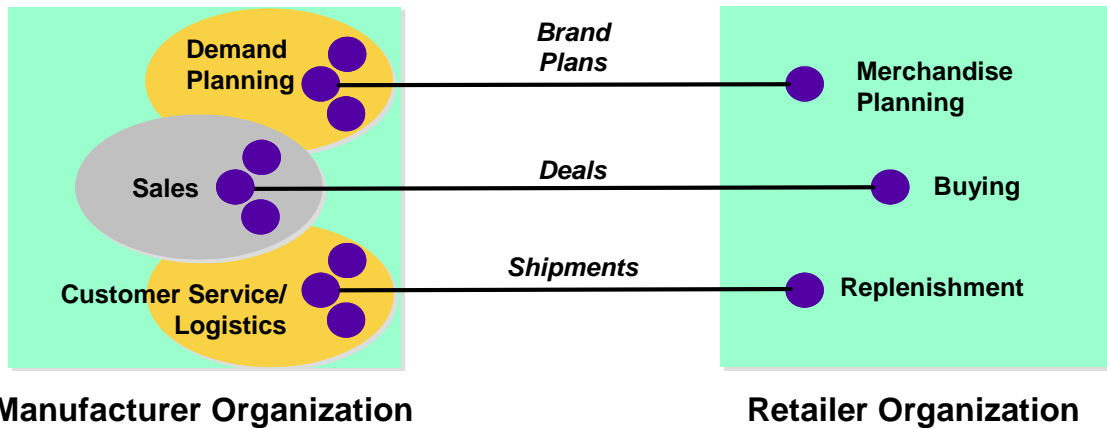 Demand
Planning
Brand
Plans
Merchandise
Planning
Sales
Deals
Buying
Customer Service/
Logistics
Shipments
Replenishment
Manufacturer Organization
Retailer Organization